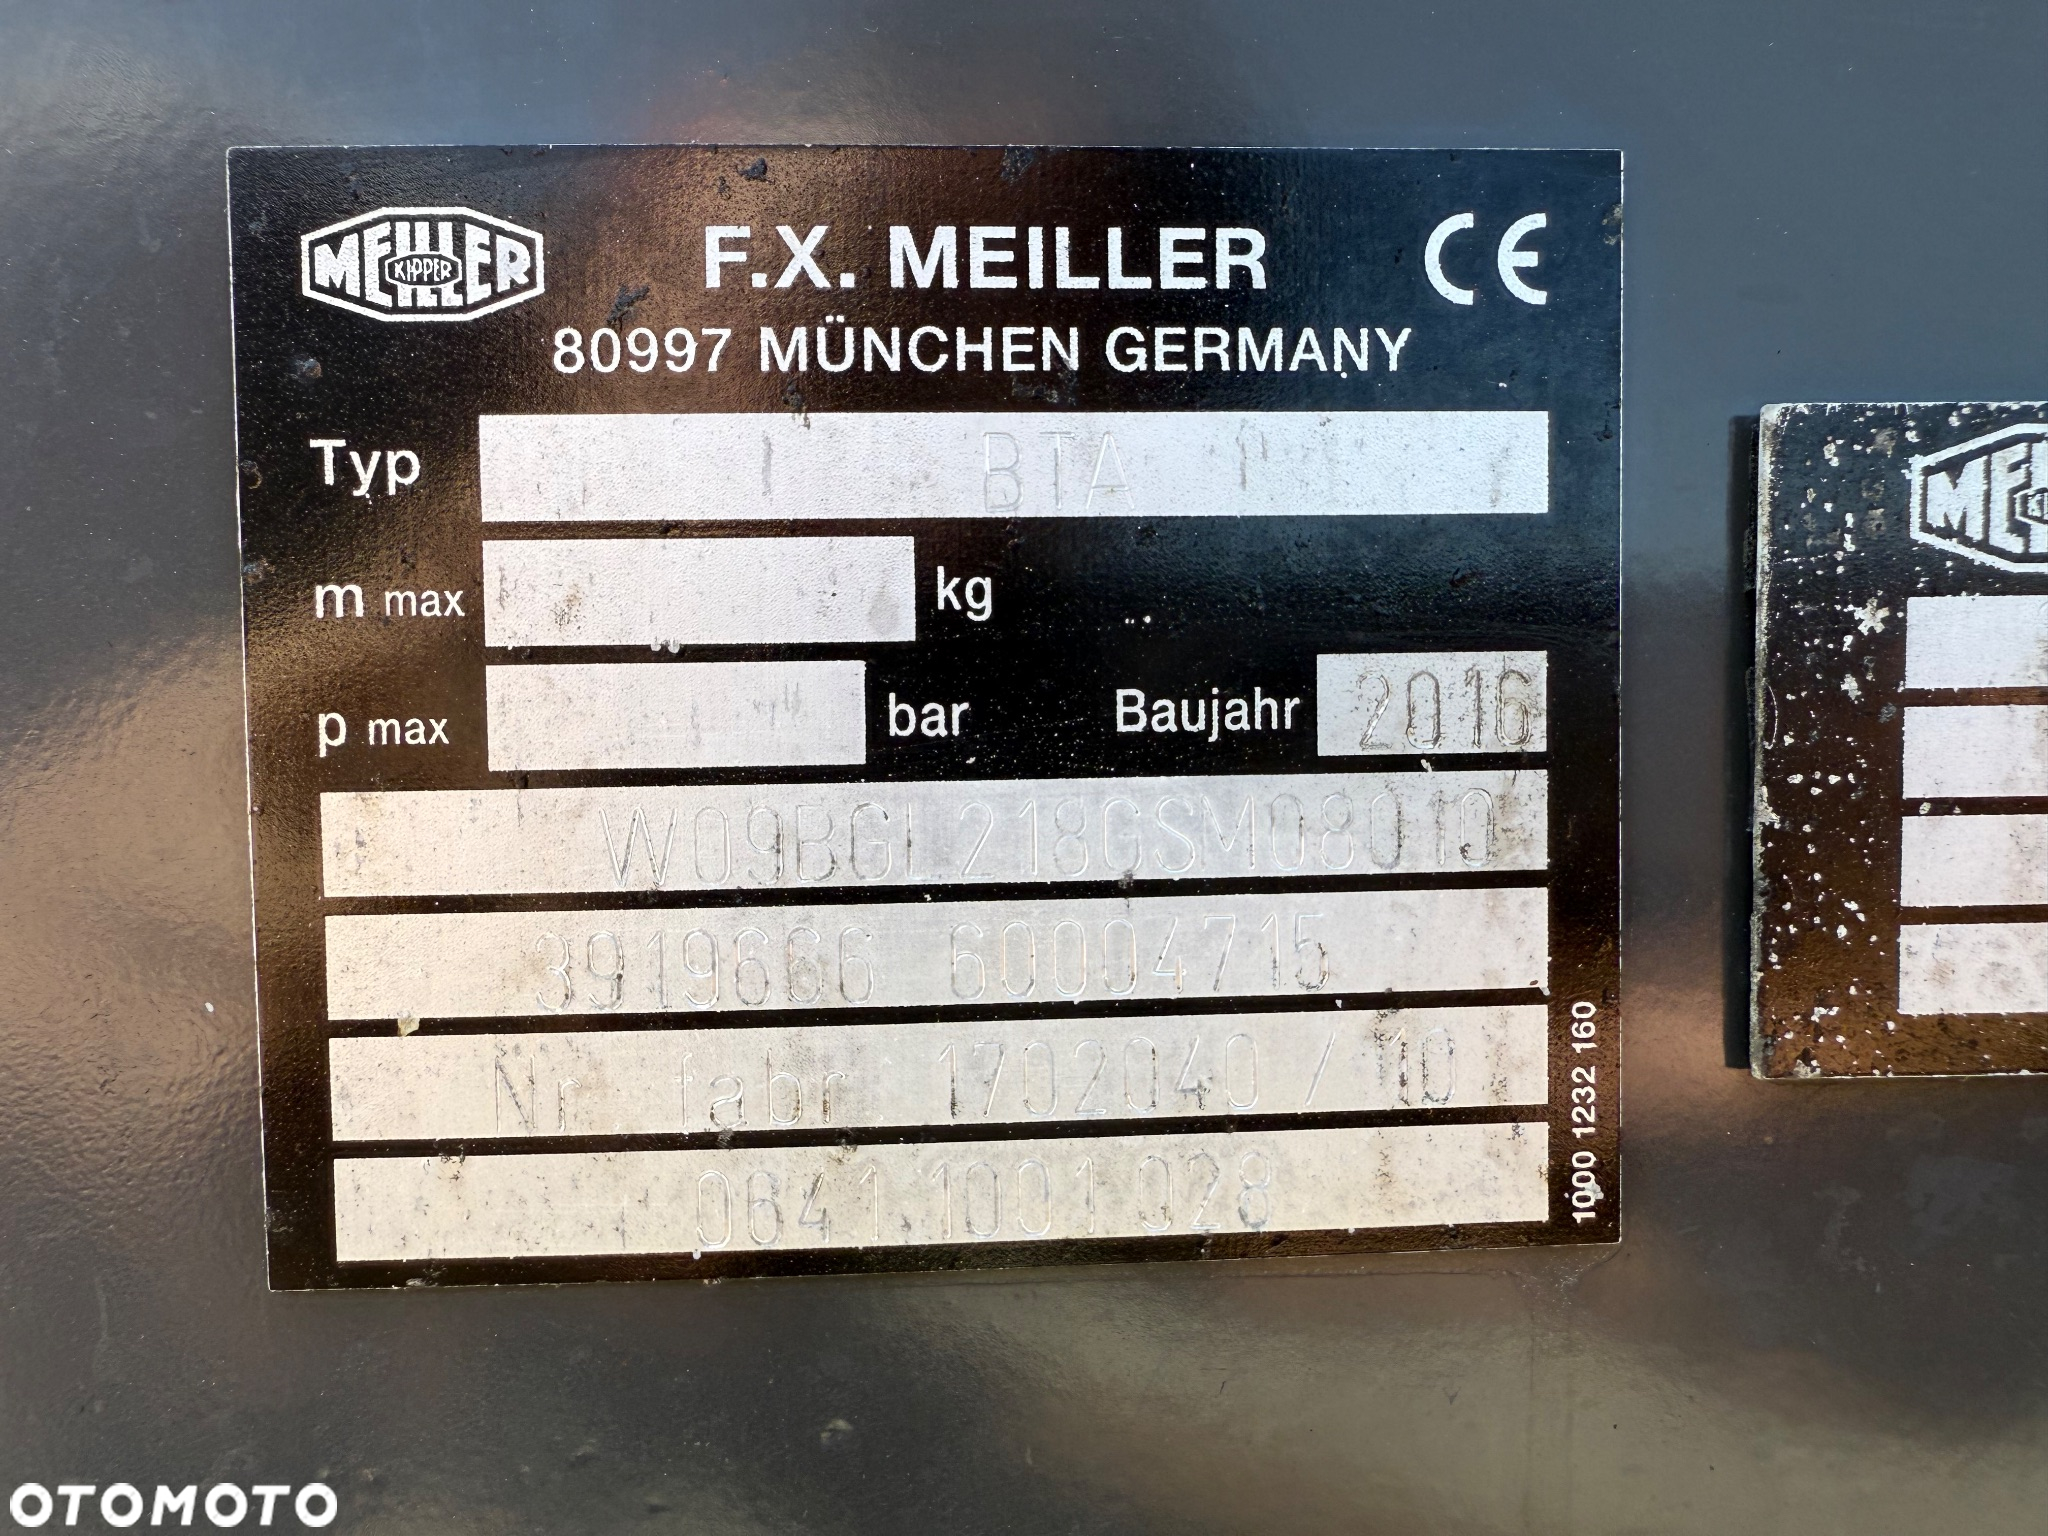 MEILLER
KIPPER
F.X. MEILLER
CE
80997 MÜNCHEN GERMANY
Typ BTA
m max kg
p max bar Baujahr 2016
W09BGL218GSM08010
3919666 60004715
Nr. fabr. 1702040 / 10
0641.1001.028
1000 1232 160
OTOMOTO